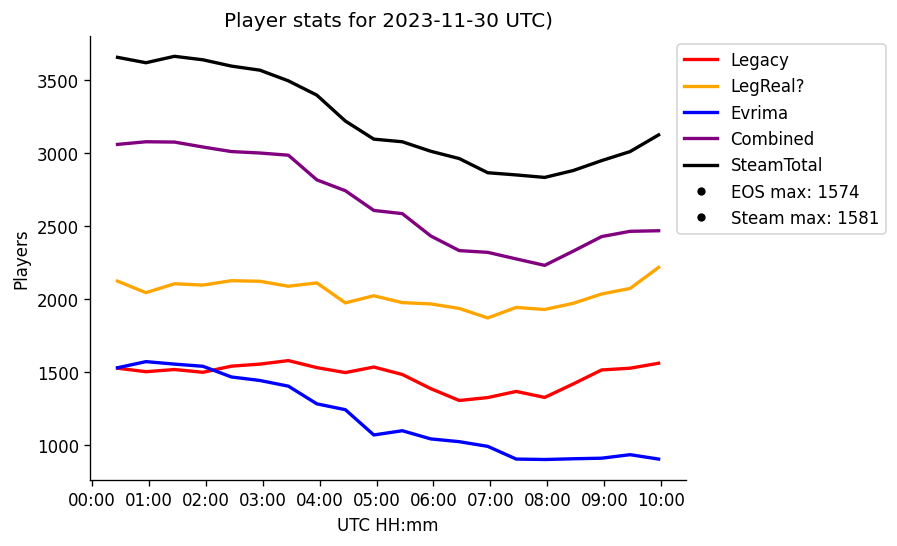 Player stats for 2023-11-30 UTC)
Players
3500
3000
2500
2000
1500
1000
00:00 01:00 02:00 03:00 04:00 05:00 06:00 07:00 08:00 09:00 10:00
UTC HH:mm
Legacy
LegReal?
Evrima
Combined
SteamTotal
EOS max: 1574
Steam max: 1581